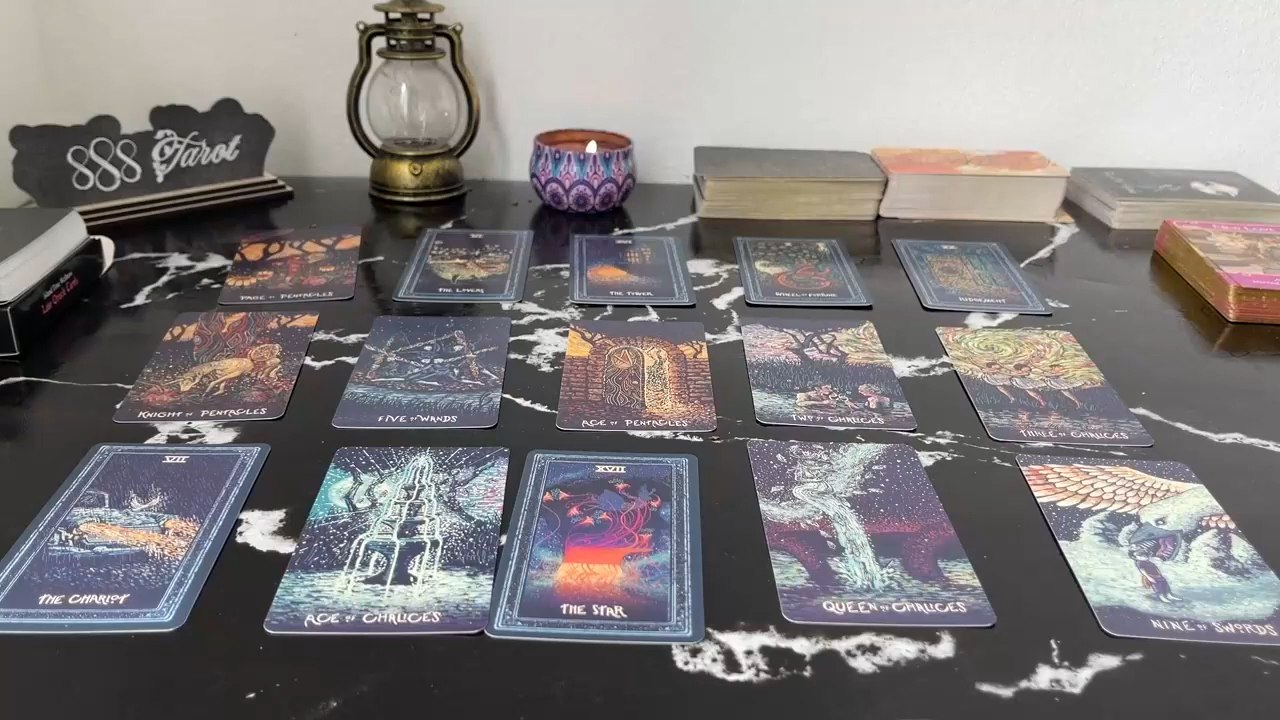 888 Tarot
PAGE OF PENTACLES
THE LOVERS
THE TOWER
WHEEL OF FORTUNE
JUDGMENT
KNIGHT OF PENTACLES
FIVE OF WANDS
ACE OF PENTACLES
TWO OF CHALICES
THREE OF CHALICES
VII
THE CHARIOT
ACE OF CHALICES
XVII
THE STAR
QUEEN OF CHALICES
NINE OF SWORDS